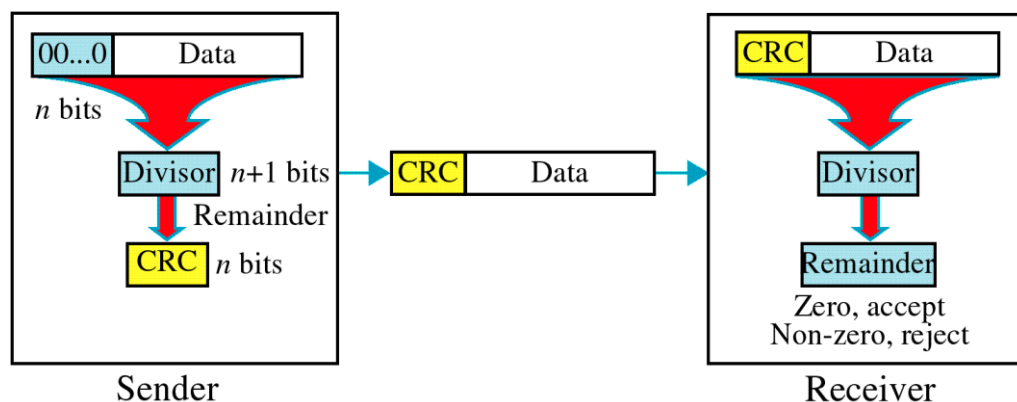 00...0 Data
n bits
Divisor n+1 bits
Remainder
CRC n bits
Sender
CRC Data
CRC Data
Divisor
Remainder
Zero, accept
Non-zero, reject
Receiver